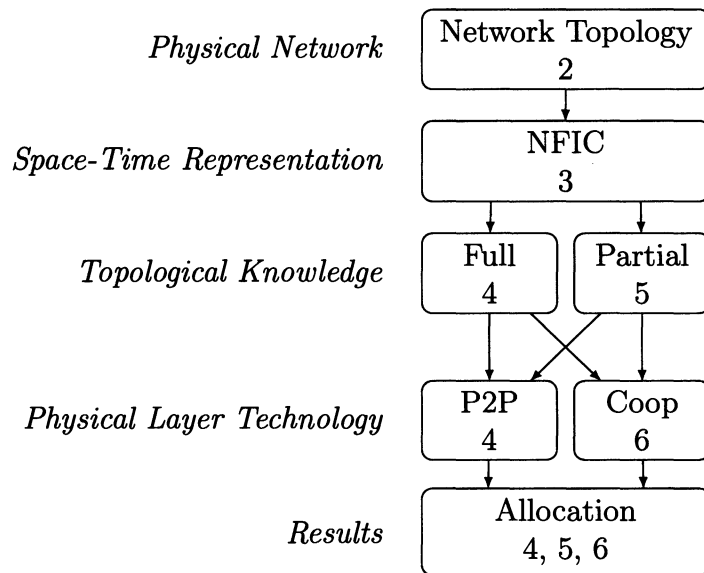 Physical Network
Network Topology
2
Space-Time Representation
NFIC
3
Topological Knowledge
Full
4
Partial
5
Physical Layer Technology
P2P
4
Coop
6
Results
Allocation
4, 5, 6